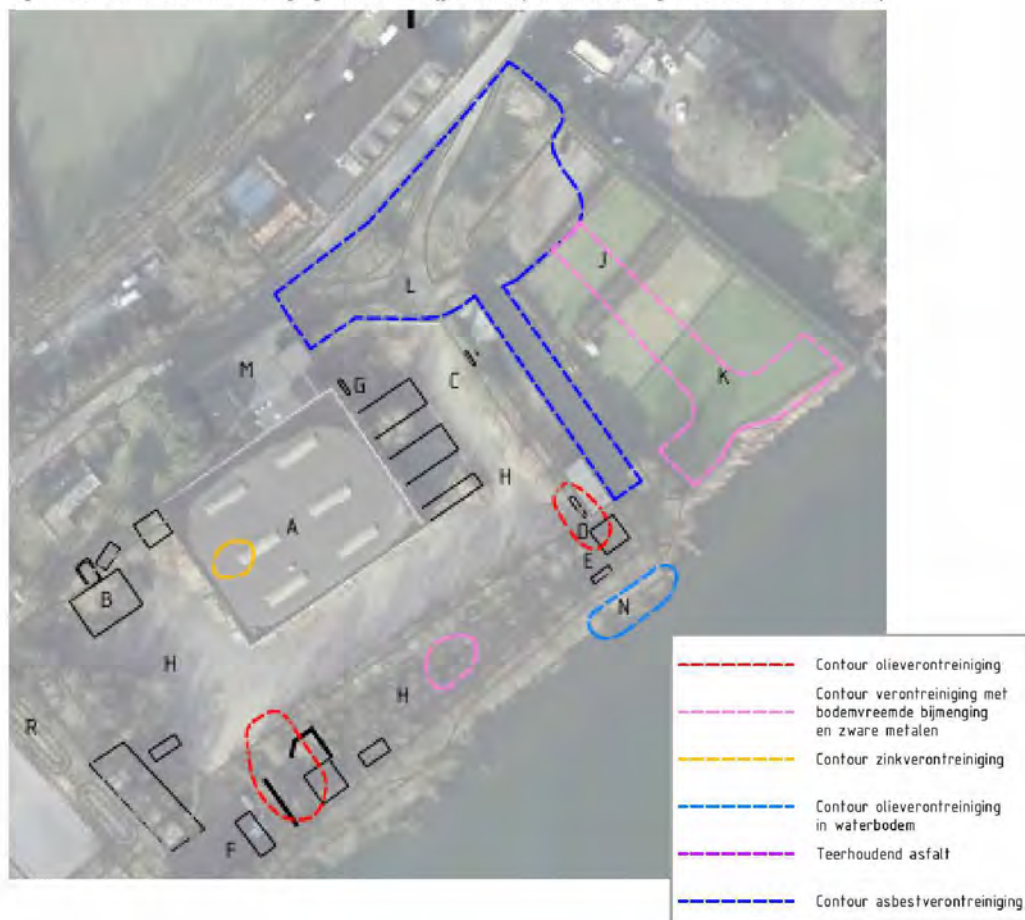 L
J
M
G
C
K
H
A
D
B
E
N
H
H
R
F
Contour olieverontreiniging
Contour verontreiniging met
bodemvreemde bijmenging
en zware metalen
Contour zinkverontreiniging
Contour olieverontreiniging
in waterbodem
Teerhoudend asfalt
Contour asbestverontreiniging